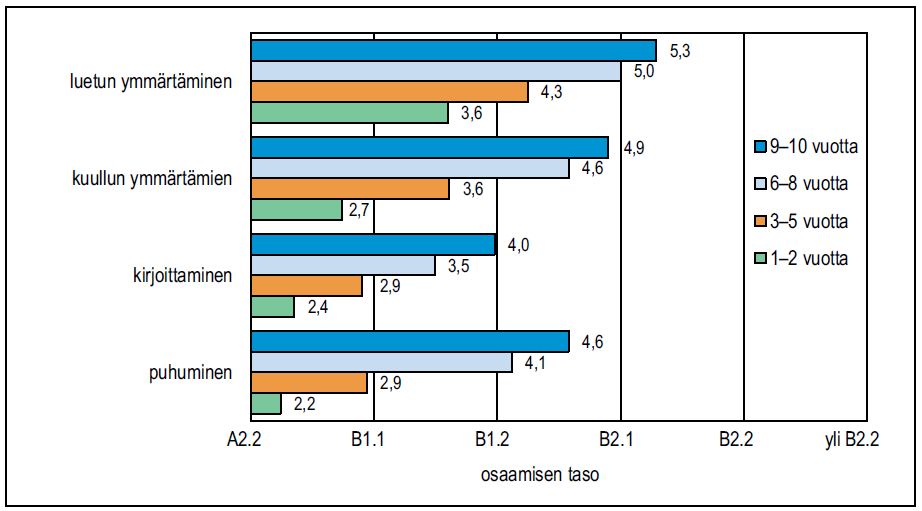 luetun ymmärtäminen
5,3
5,0
4,3
3,6
kuullun ymmärtämien
4,9
4,6
3,6
2,7
kirjoittaminen
4,0
3,5
2,9
2,4
puhuminen
4,6
4,1
2,9
2,2
9–10 vuotta
6–8 vuotta
3–5 vuotta
1–2 vuotta
A2.2 B1.1 B1.2 B2.1 B2.2 yli B2.2
osaamisen taso